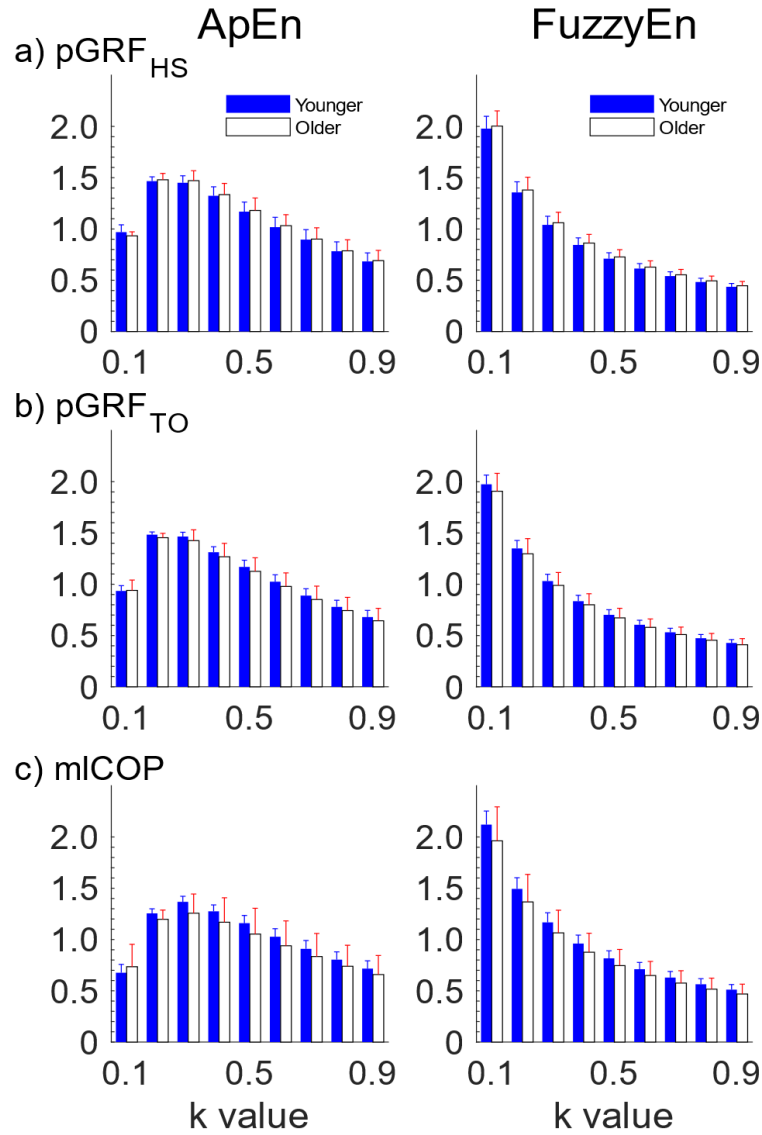 ApEn FuzzyEn
a) pGRF_HS
Younger Younger
Older Older
2.0 2.0
1.5 1.5
1.0 1.0
0.5 0.5
0 0
0.1 0.5 0.9 0.1 0.5 0.9
b) pGRF_TO
2.0 2.0
1.5 1.5
1.0 1.0
0.5 0.5
0 0
0.1 0.5 0.9 0.1 0.5 0.9
c) mlCOP
2.0 2.0
1.5 1.5
1.0 1.0
0.5 0.5
0 0
0.1 0.5 0.9 0.1 0.5 0.9
k value k value